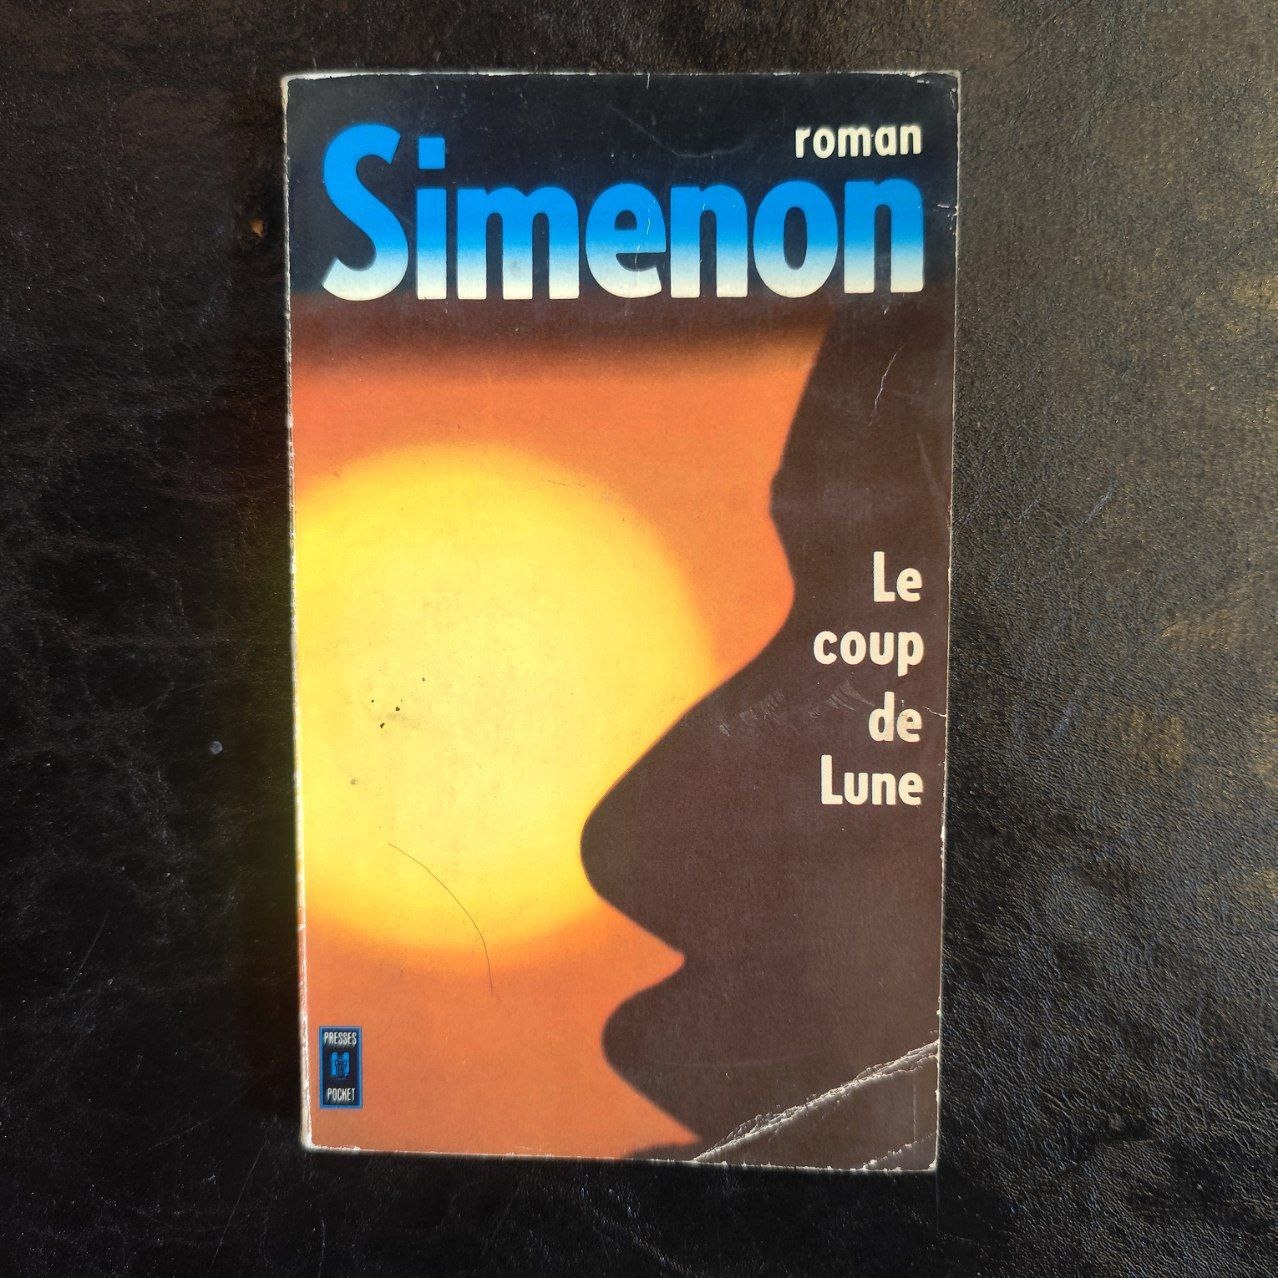 roman
Simenon
Le
coup
de
Lune
PRESSES
POCKET